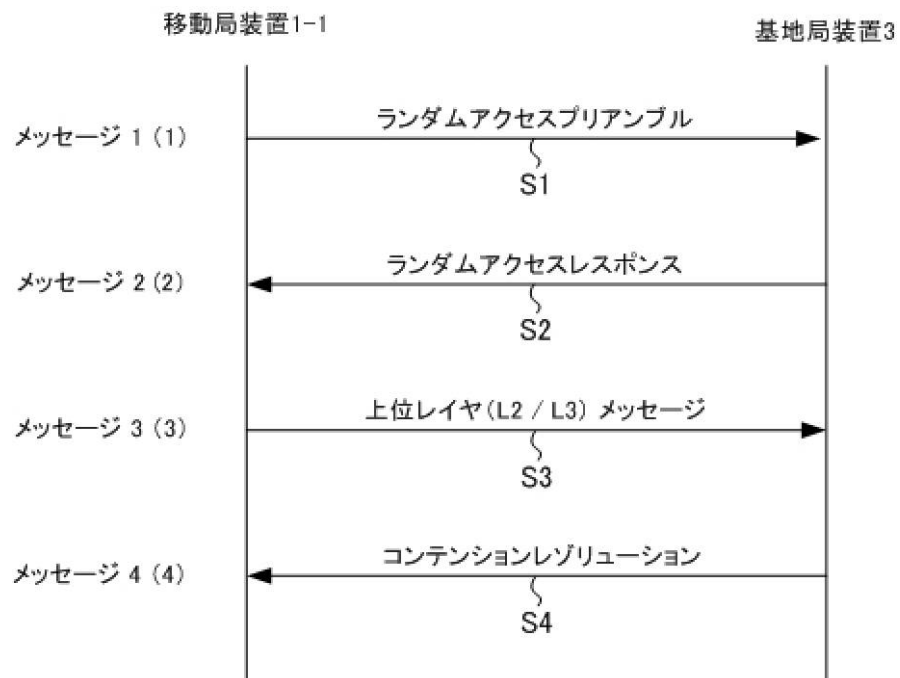 移動局装置1-1
基地局装置3
メッセージ 1 (1)
ランダムアクセスプリアンブル
S1
メッセージ 2 (2)
ランダムアクセスレスポンス
S2
メッセージ 3 (3)
上位レイヤ(L2 / L3) メッセージ
S3
メッセージ 4 (4)
コンテンションレゾリューション
S4